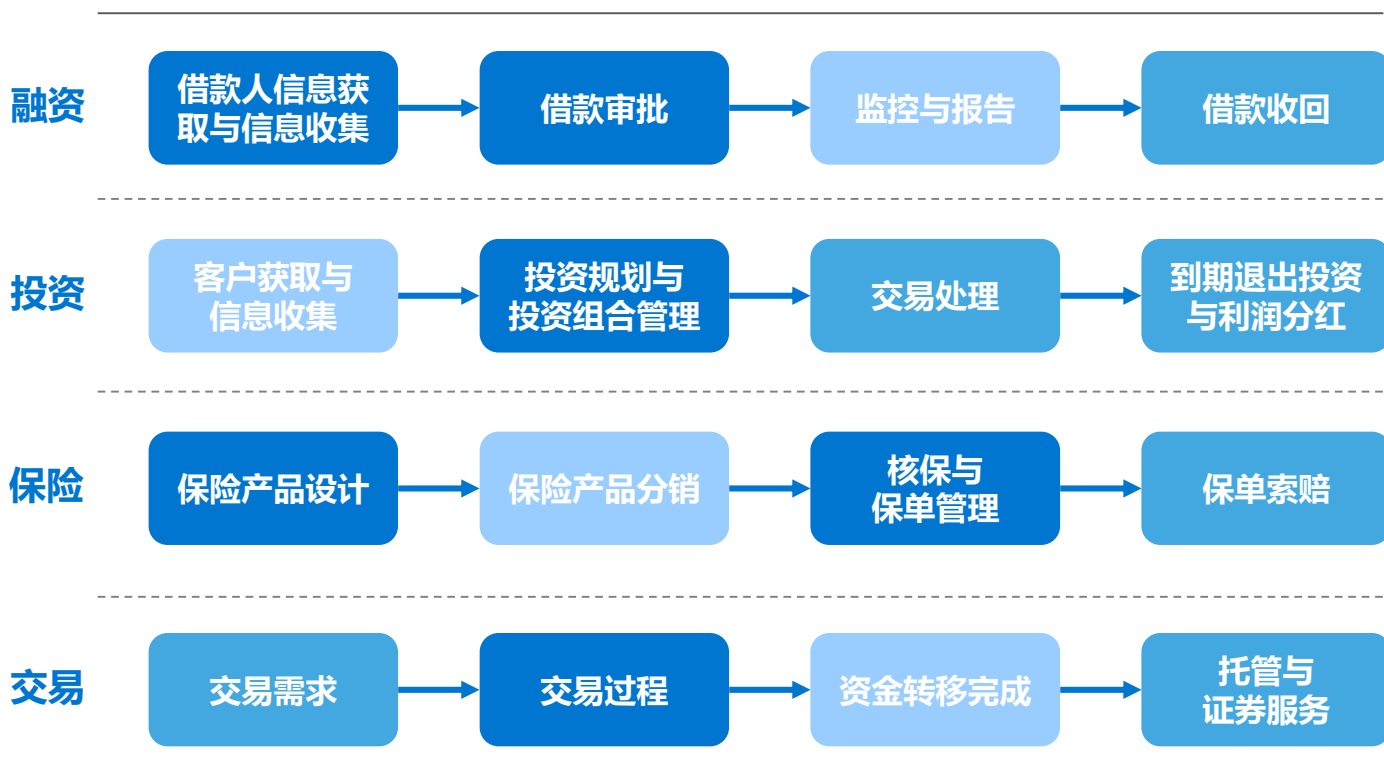 融资
借款人信息获
取与信息收集
借款审批
监控与报告
借款收回
投资
客户获取与
信息收集
投资规划与
投资组合管理
交易处理
到期退出投资
与利润分红
保险
保险产品设计
保险产品分销
核保与
保单管理
保单索赔
交易
交易需求
交易过程
资金转移完成
托管与
证券服务